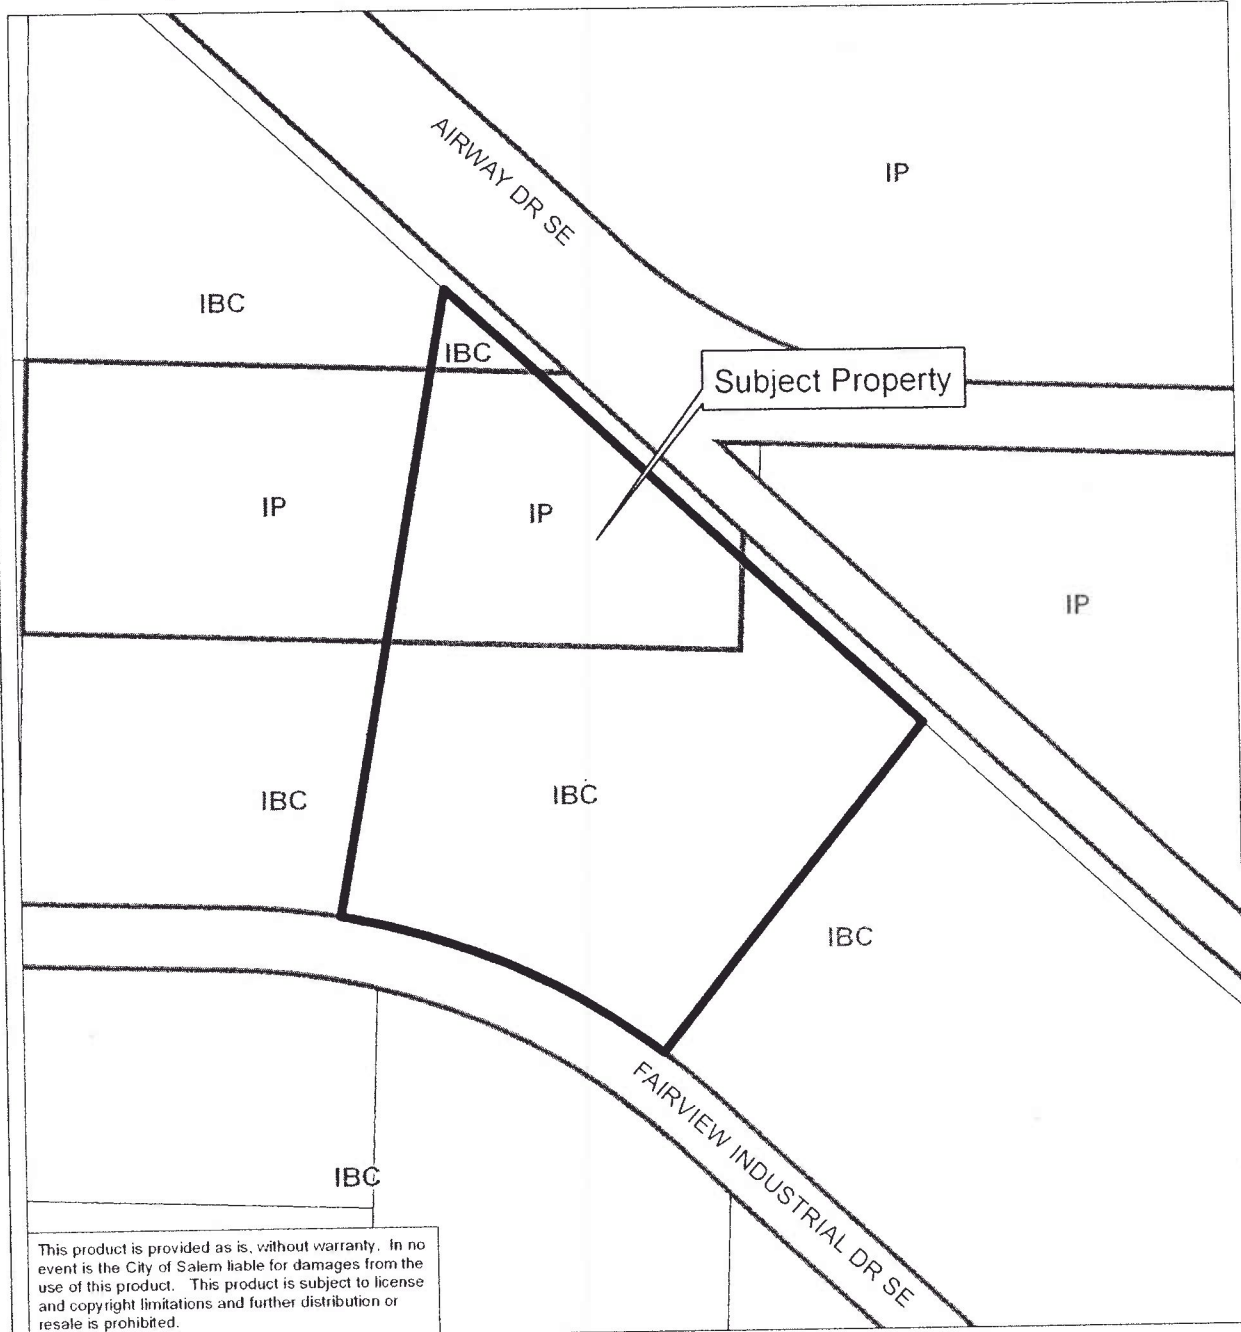 AIRWAY DR SE
IP
IBC
IBC
Subject Property
IP
IP
IP
IBC
IBC
IBC
FAIRVIEW INDUSTRIAL DR SE
IBC
This product is provided as is, without warranty. In no
event is the City of Salem liable for damages from the
use of this product. This product is subject to license
and copyright limitations and further distribution or
resale is prohibited.